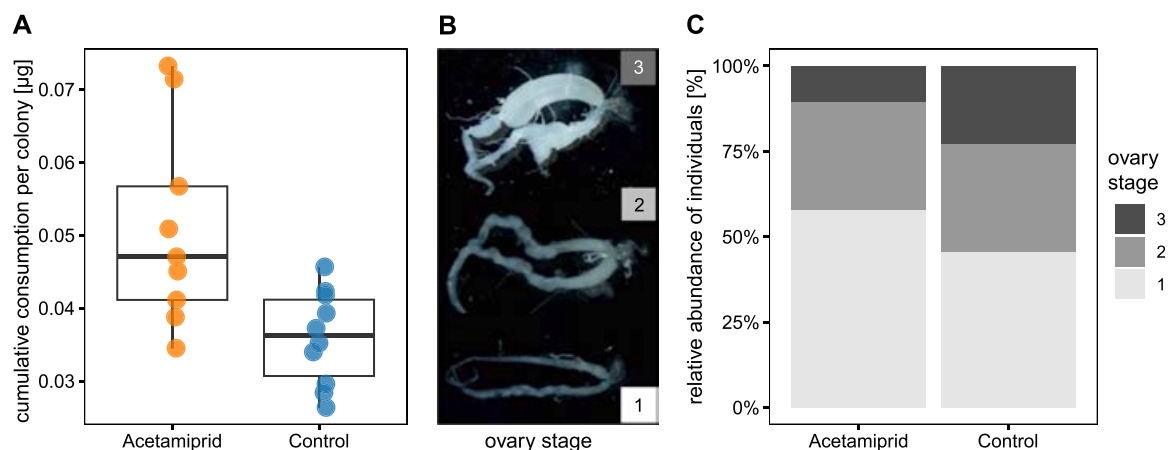 A
cumulative consumption per colony [µg]
0.07
0.06
0.05
0.04
0.03
Acetamiprid
Control
B
3
2
1
ovary stage
C
relative abundance of individuals [%]
100%
75%
50%
25%
0%
Acetamiprid
Control
ovary
stage
3
2
1